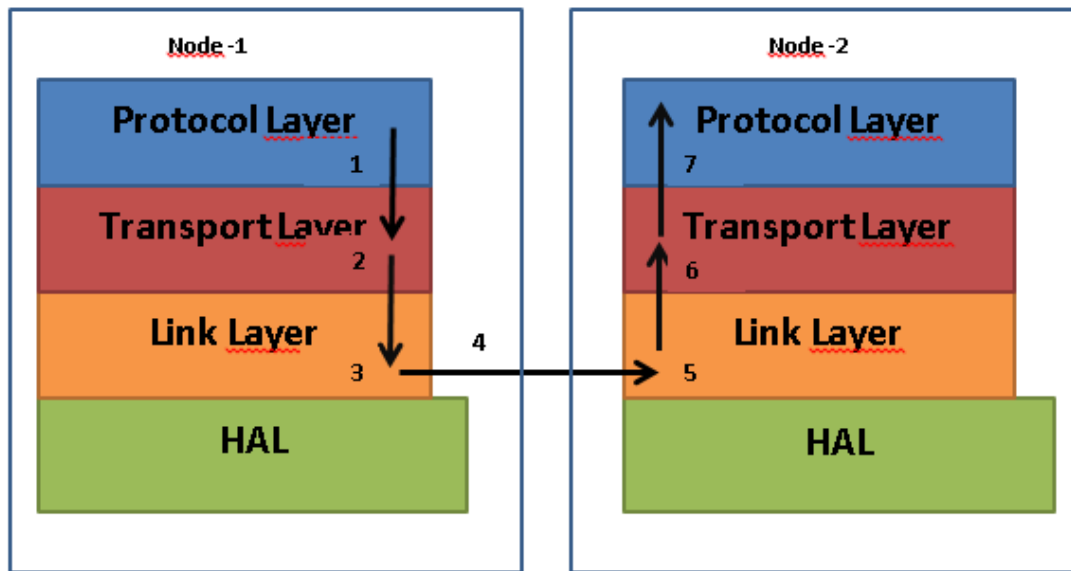 Node -1
Protocol Layer
1
Transport Layer
2
Link Layer
3
HAL
4
Node -2
Protocol Layer
7
Transport Layer
6
Link Layer
5
HAL